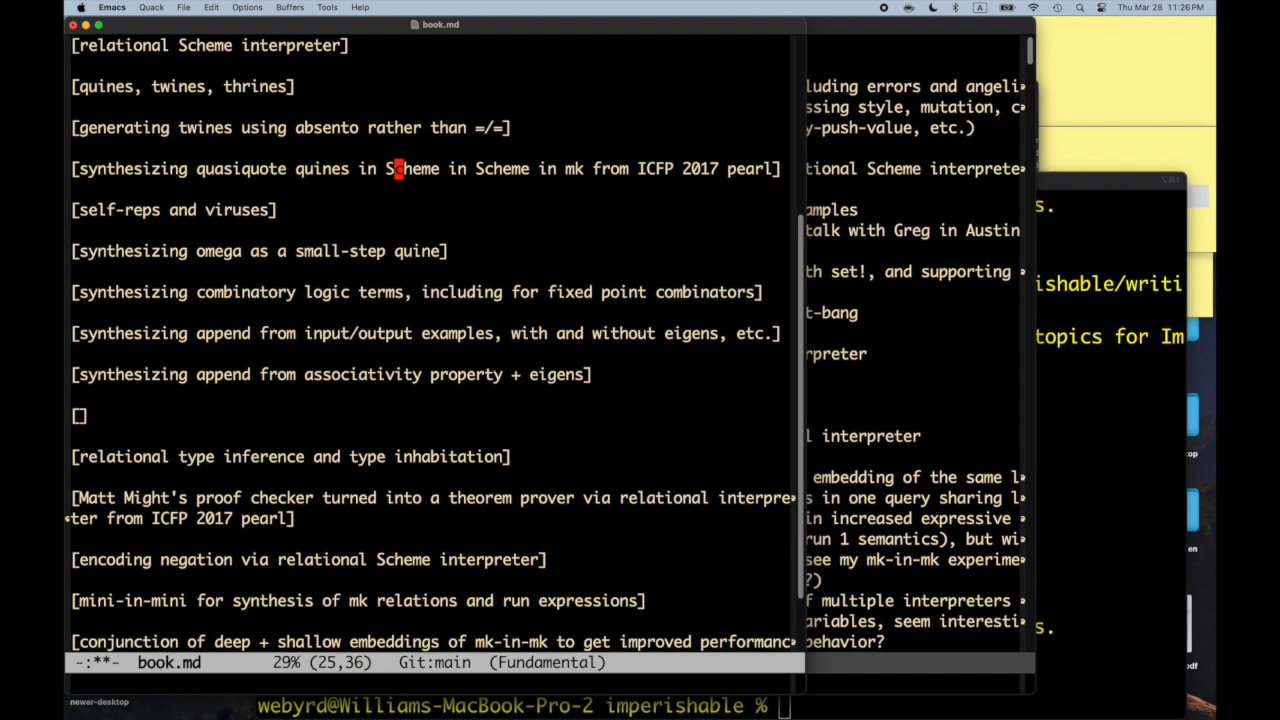 Emacs Quack File Edit Options Buffers Tools Help
A Thu Mar 28 11:26 PM
book.md
[relational Scheme interpreter]
[quines, twines, thrines]
[generating twines using absento rather than =/=]
[synthesizing quasiquote quines in Scheme in Scheme in mk from ICFP 2017 pearl]
[self-reps and viruses]
[synthesizing omega as a small-step quine]
[synthesizing combinatory logic terms, including for fixed point combinators]
[synthesizing append from input/output examples, with and without eigens, etc.]
[synthesizing append from associativity property + eigens]
[]
[relational type inference and type inhabitation]
[Matt Might's proof checker turned into a theorem prover via relational interpre
ter from ICFP 2017 pearl]
[encoding negation via relational Scheme interpreter]
[mini-in-mini for synthesis of mk relations and run expressions]
[conjunction of deep + shallow embeddings of mk-in-mk to get improved performanc
-:**- book.md 29% (25,36) Git:main (Fundamental)
luding errors and angeli
ssing style, mutation, c
y-push-value, etc.)
tional Scheme interprete
amples
talk with Greg in Austin
th set!, and supporting
t-bang
rpreter
l interpreter
embedding of the same l
s in one query sharing l
in increased expressive
run 1 semantics), but wi
see my mk-in-mk experime
?)
f multiple interpreters
ariables, seem interesti
behavior?
⌥⌘1
s.
ishable/writi
topics for Im
s.
top
en
pdf
newer-desktop
webyrd@Williams-MacBook-Pro-2 imperishable %